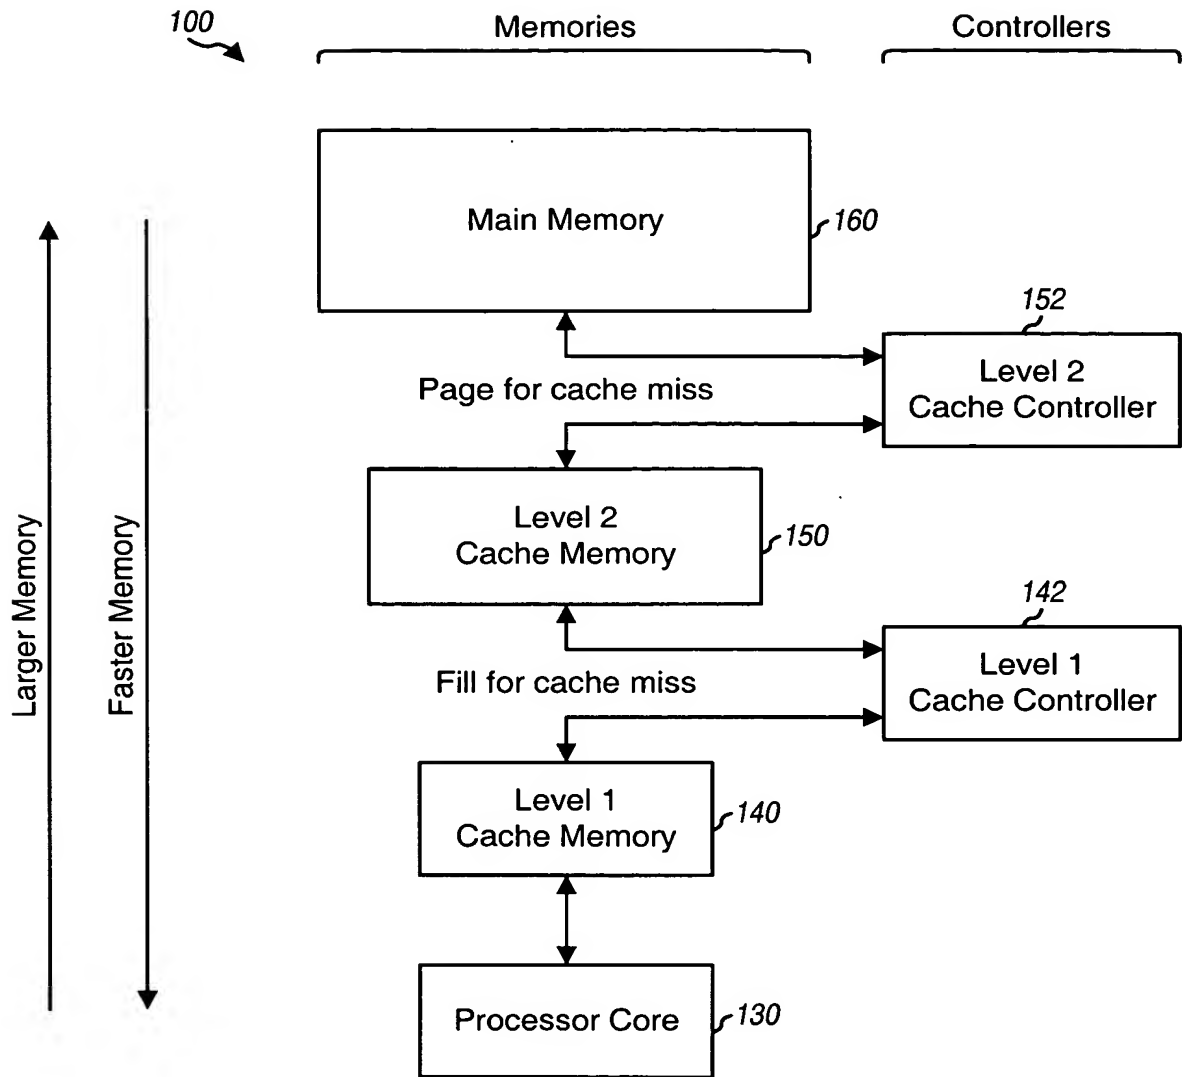 100
Memories
Controllers
Main Memory
160
152
Level 2
Cache Controller
Page for cache miss
Level 2
Cache Memory
150
142
Level 1
Cache Controller
Fill for cache miss
Level 1
Cache Memory
140
Processor Core
130
Larger Memory
Faster Memory